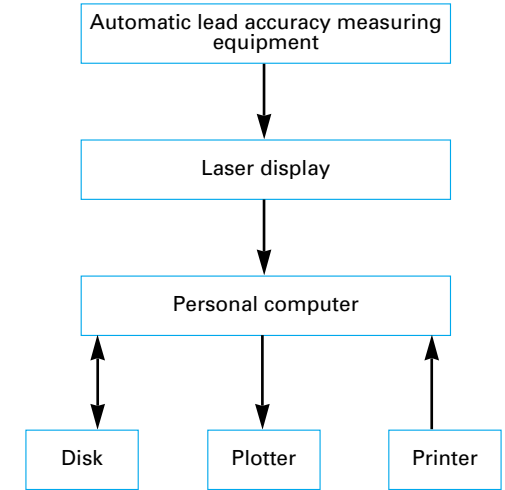 Automatic lead accuracy measuring
equipment
Laser display
Personal computer
Disk
Plotter
Printer